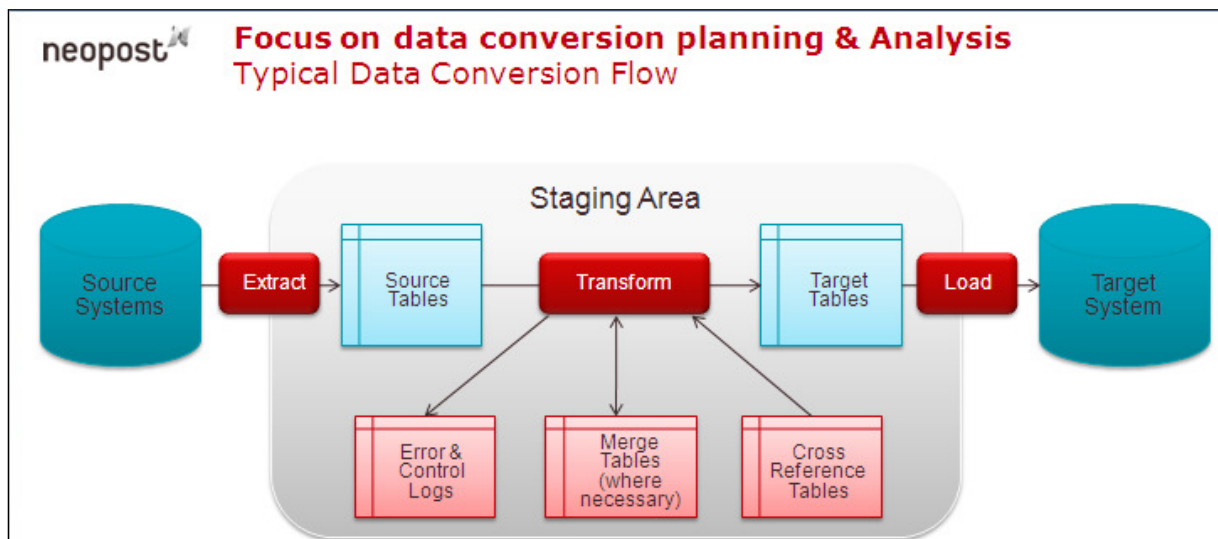 neopost
Focus on data conversion planning & Analysis
Typical Data Conversion Flow
Staging Area
Source
Systems
Extract
Source
Tables
Transform
Target
Tables
Load
Target
System
Error &
Control
Logs
Merge
Tables
(where
necessary)
Cross
Reference
Tables